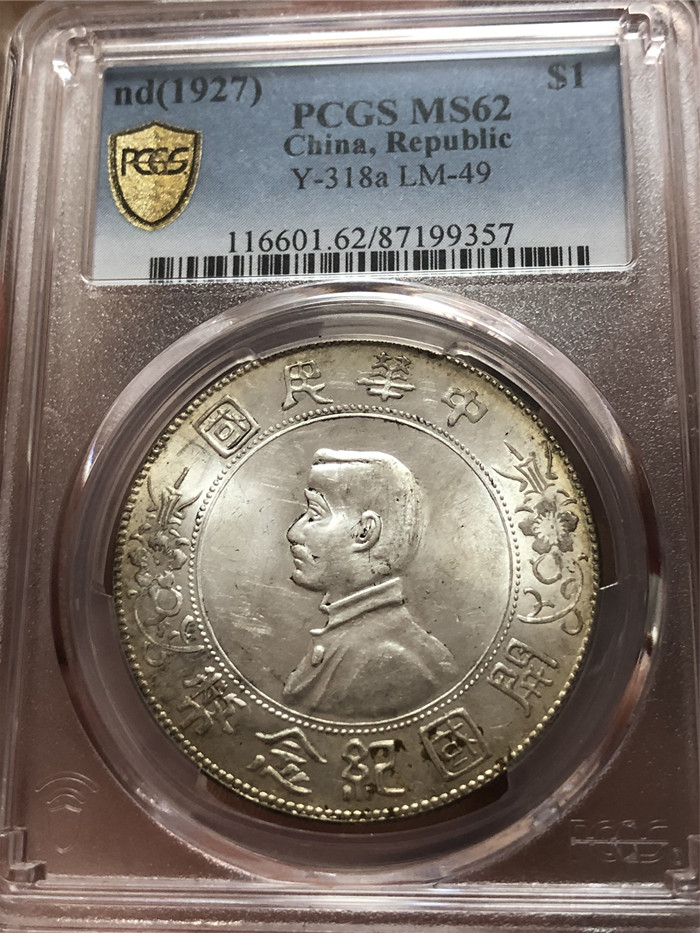 nd(1927) $1
PCGS MS62
China, Republic
Y-318a LM-49
PCGS
116601.62/87199357
中華民國
開國紀念幣
PCGS